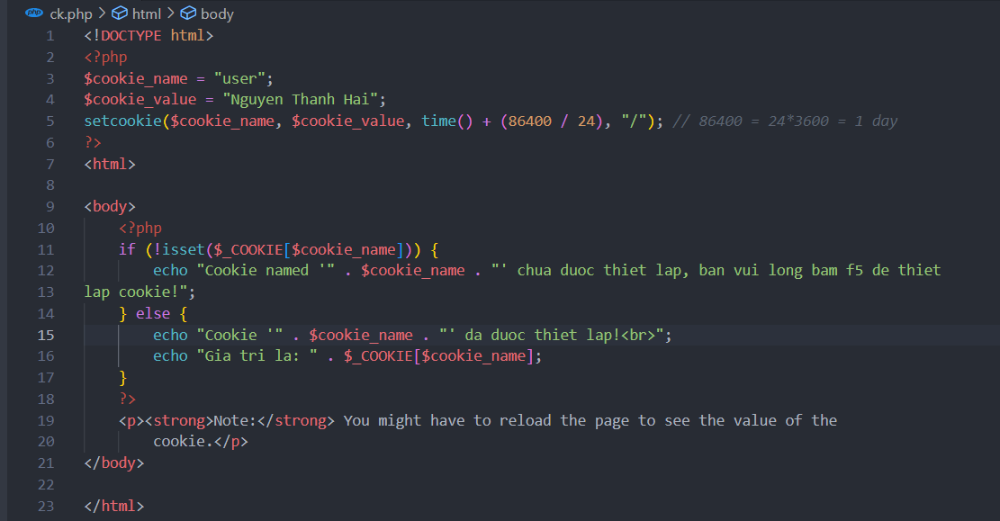 php ck.php > html > body
1 <!DOCTYPE html>
2 <?php
3 $cookie_name = "user";
4 $cookie_value = "Nguyen Thanh Hai";
5 setcookie($cookie_name, $cookie_value, time() + (86400 / 24), "/"); // 86400 = 24*3600 = 1 day
6 ?>
7 <html>
8
9 <body>
10     <?php
11     if (!isset($_COOKIE[$cookie_name])) {
12         echo "Cookie named '" . $cookie_name . "' chua duoc thiet lap, ban vui long bam f5 de thiet
13 lap cookie!";
14     } else {
15         echo "Cookie '" . $cookie_name . "' da duoc thiet lap!<br>";
16         echo "Gia tri la: " . $_COOKIE[$cookie_name];
17     }
18     ?>
19     <p><strong>Note:</strong> You might have to reload the page to see the value of the
20         cookie.</p>
21 </body>
22
23 </html>